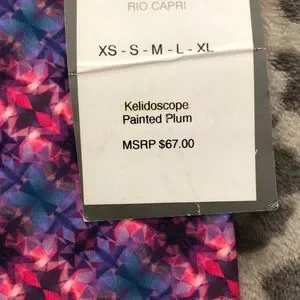 RIO CAPRI
XS - S - M - L - XL
Kelidoscope
Painted Plum
MSRP $67.00